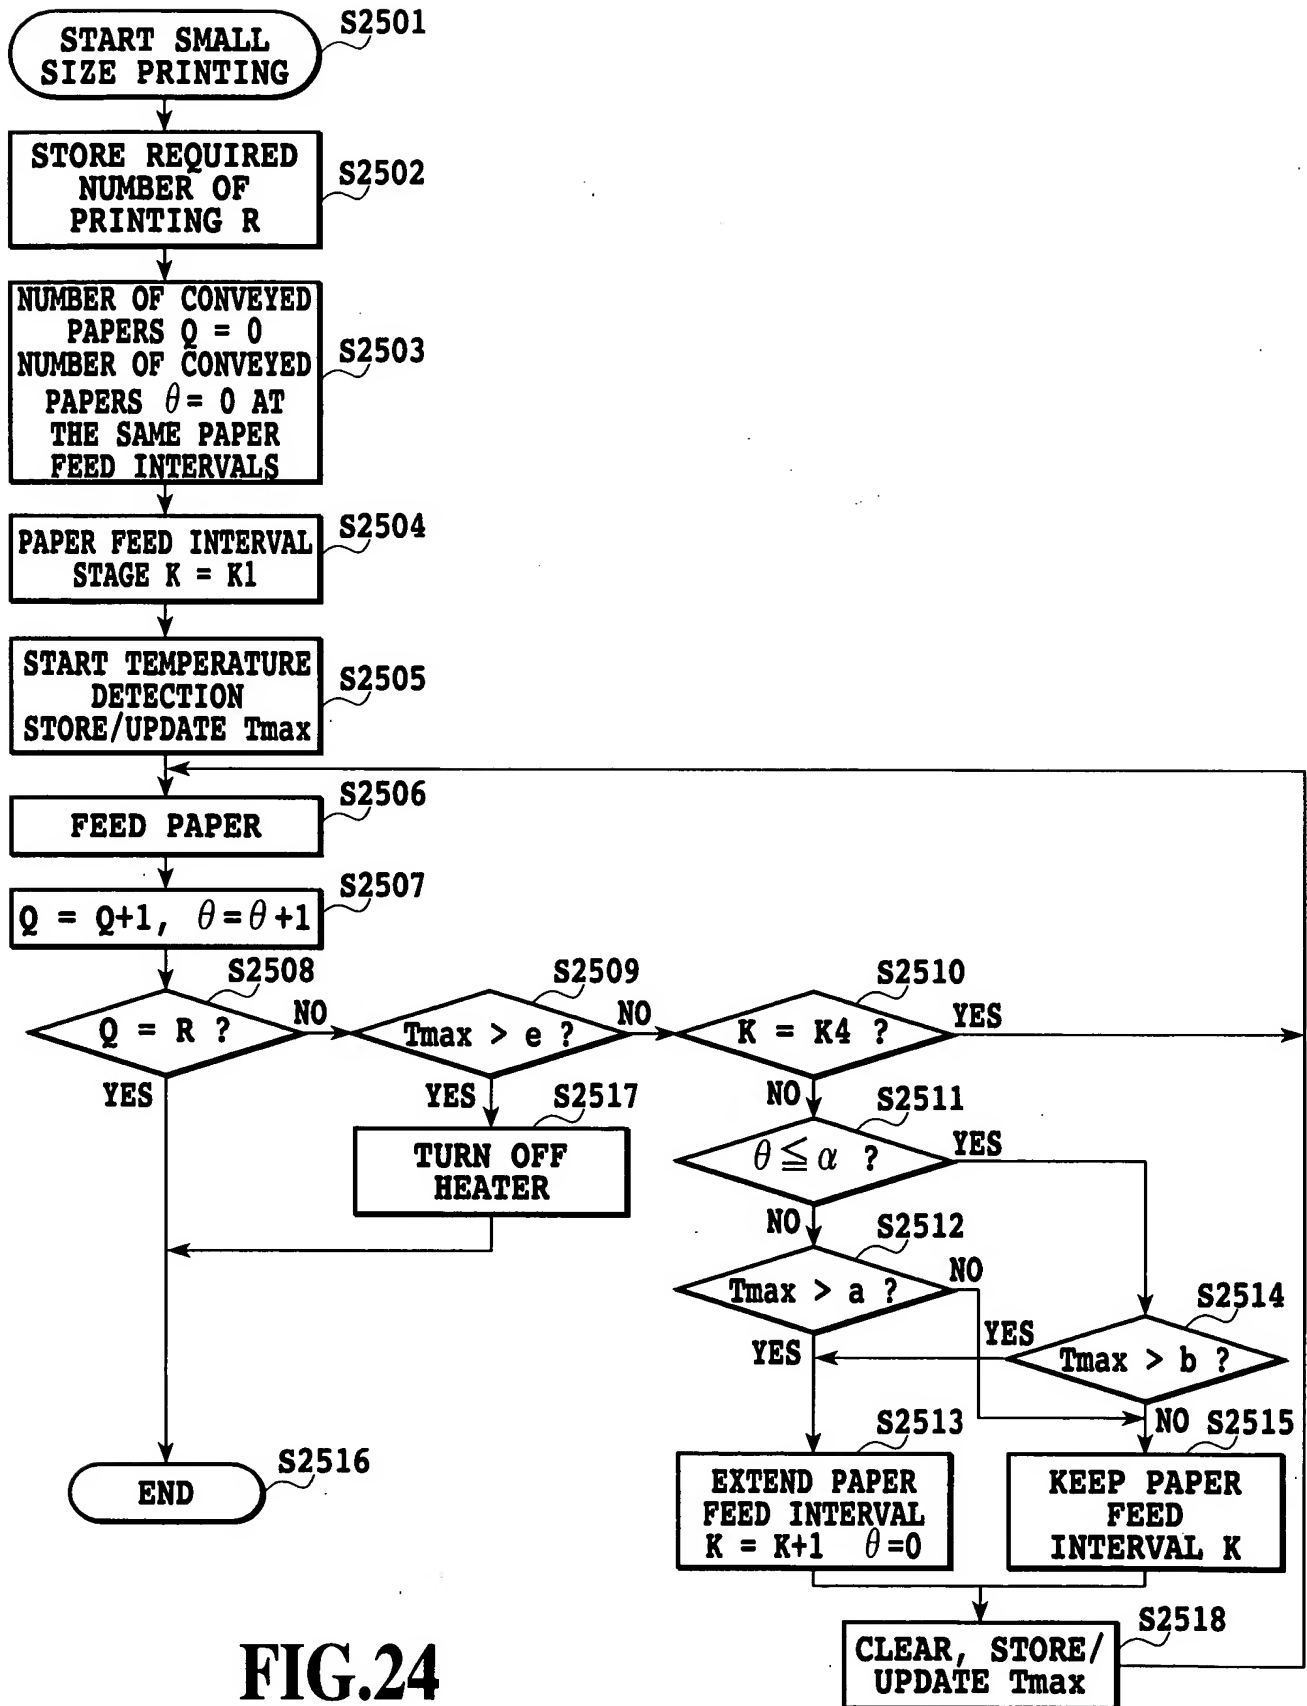 START SMALL
SIZE PRINTING
S2501
STORE REQUIRED
NUMBER OF
PRINTING R
S2502
NUMBER OF CONVEYED
PAPERS Q = 0
NUMBER OF CONVEYED
PAPERS θ = 0 AT
THE SAME PAPER
FEED INTERVALS
S2503
PAPER FEED INTERVAL
STAGE K = K1
S2504
START TEMPERATURE
DETECTION
STORE/UPDATE Tmax
S2505
FEED PAPER
S2506
Q = Q+1, θ = θ +1
S2507
Q = R ?
S2508
NO
YES
Tmax > e ?
S2509
NO
YES
K = K4 ?
S2510
YES
NO
TURN OFF
HEATER
S2517
θ ≦ α ?
S2511
YES
NO
Tmax > a ?
S2512
NO
YES
Tmax > b ?
S2514
YES
NO
EXTEND PAPER
FEED INTERVAL
K = K+1 θ =0
S2513
KEEP PAPER
FEED
INTERVAL K
S2515
END
S2516
CLEAR, STORE/
UPDATE Tmax
S2518
FIG.24